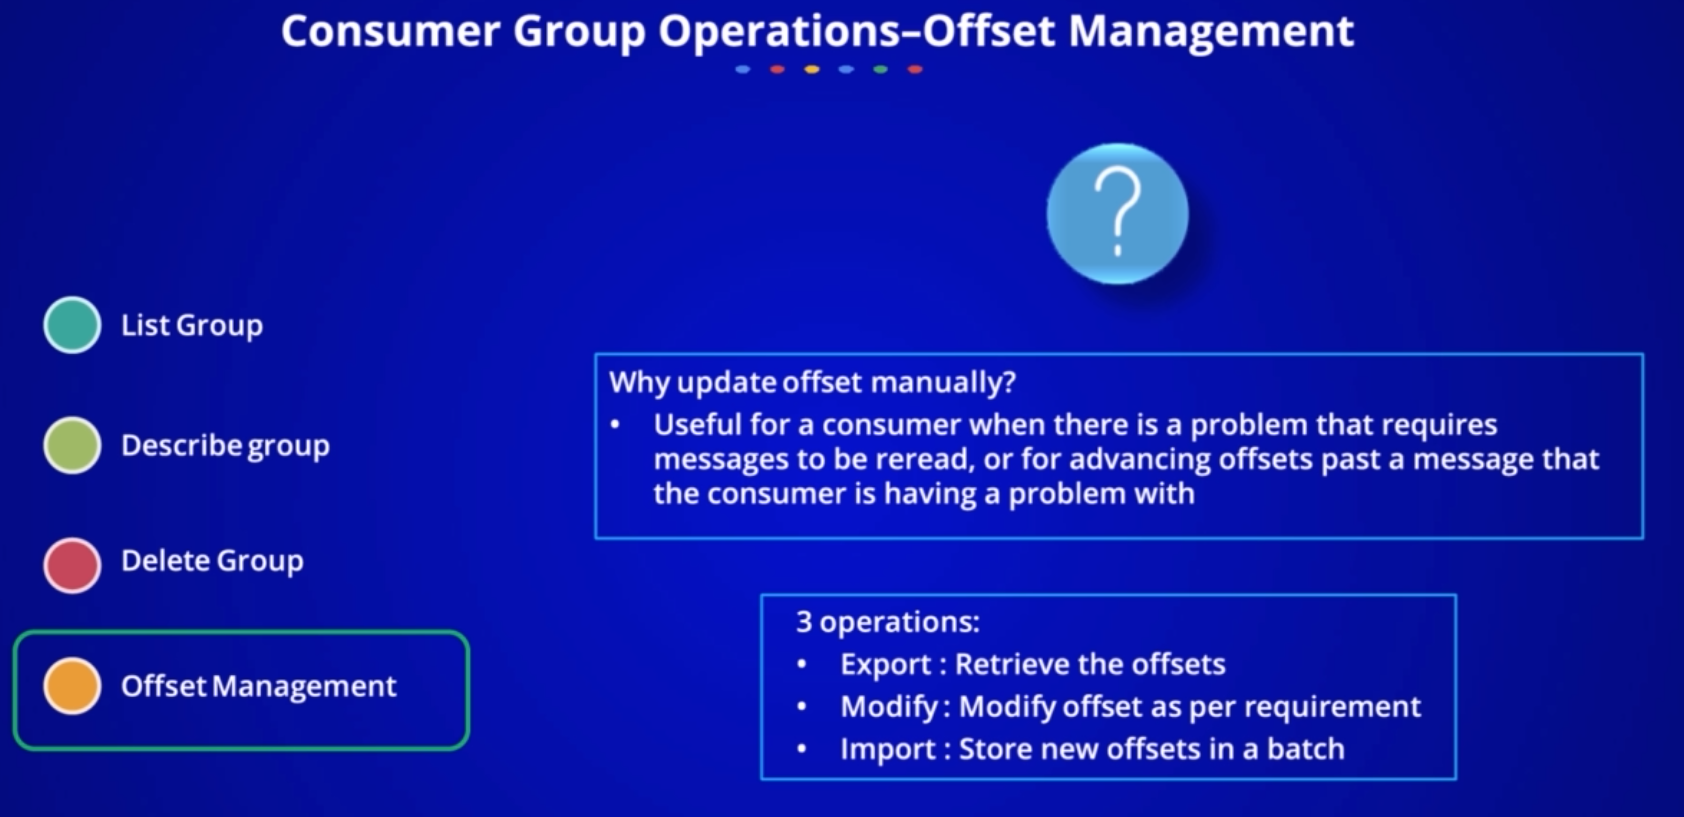 Consumer Group Operations–Offset Management
?
List Group
Describe group
Delete Group
Offset Management
Why update offset manually?
• Useful for a consumer when there is a problem that requires
messages to be reread, or for advancing offsets past a message that
the consumer is having a problem with
3 operations:
• Export : Retrieve the offsets
• Modify : Modify offset as per requirement
• Import : Store new offsets in a batch